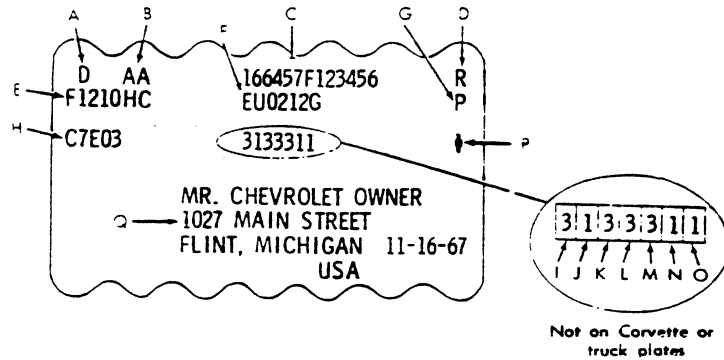 A B F C G D
D AA 166457F123456 R
E F1210HC EU0212G P
H C7E03 3133311 P
MR. CHEVROLET OWNER
Q 1027 MAIN STREET
FLINT, MICHIGAN 11-16-67
USA
3 1 3 3 3 1 1
I J K L M N O
Not on Corvette or
truck plates